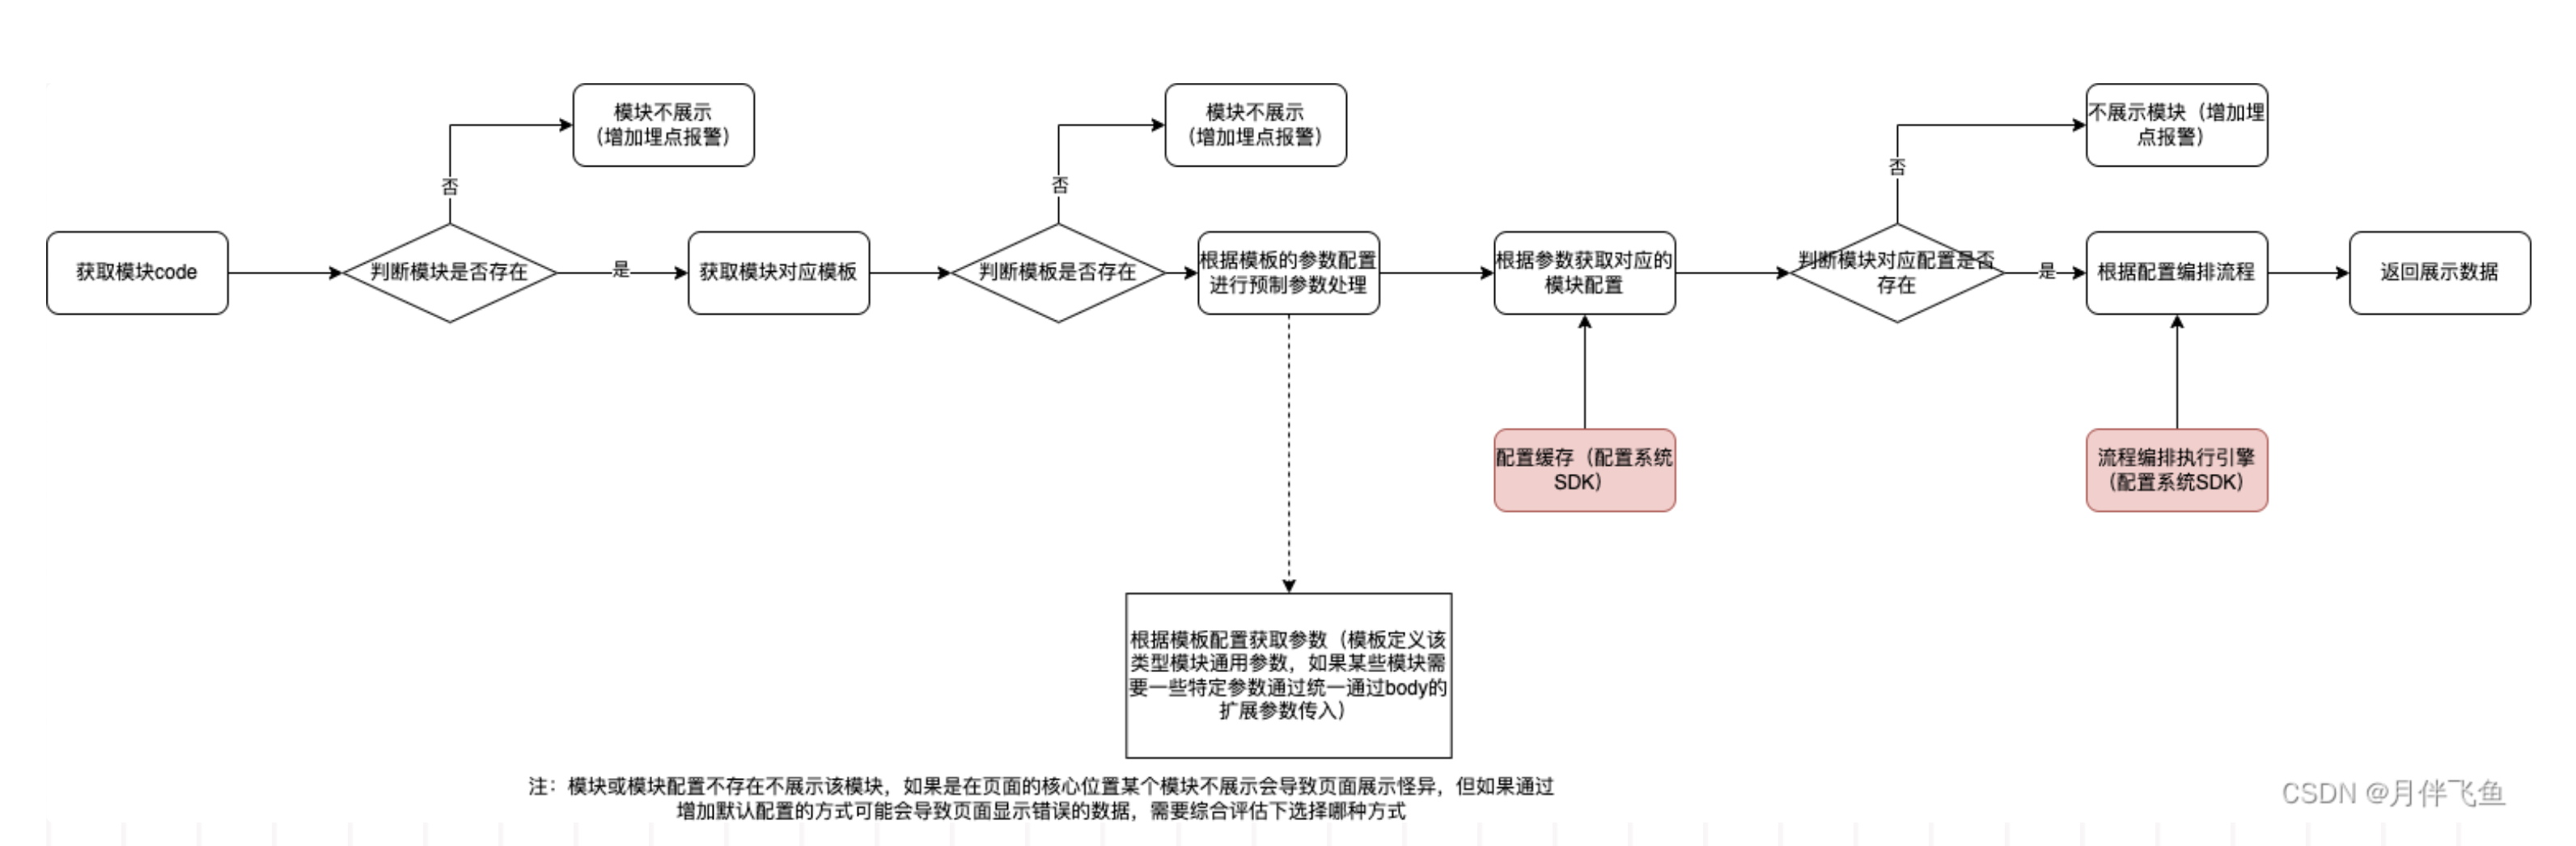 模块不展示
（增加埋点报警）
模块不展示
（增加埋点报警）
不展示模块（增加埋
点报警）
否
否
否
获取模块code
判断模块是否存在
是
获取模块对应模板
判断模板是否存在
根据模板的参数配置
进行预制参数处理
根据参数获取对应的
模块配置
判断模块对应配置是否
存在
是
根据配置编排流程
返回展示数据
配置缓存（配置系统
SDK）
流程编排执行引擎
（配置系统SDK）
根据模板配置获取参数（模板定义该
类型模块通用参数，如果某些模块需
要一些特定参数通过统一通过body的
扩展参数传入）
注：模块或模块配置不存在不展示该模块，如果是在页面的核心位置某个模块不展示会导致页面展示怪异，但如果通过
增加默认配置的方式可能会导致页面显示错误的数据，需要综合评估下选择哪种方式
CSDN @月伴飞鱼